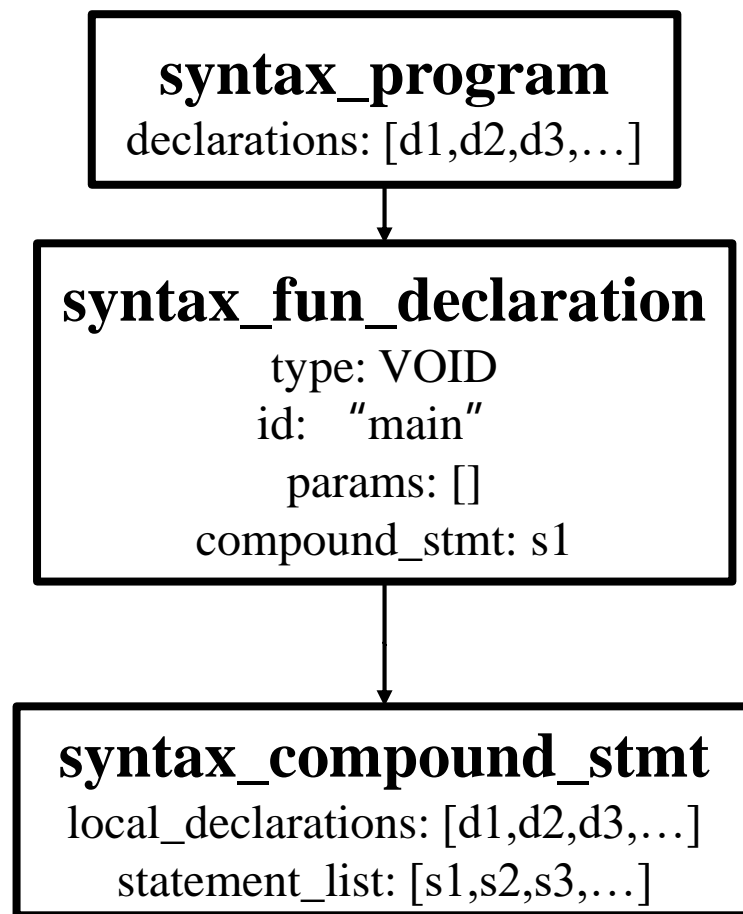 syntax_program
declarations: [d1,d2,d3,…]
syntax_fun_declaration
type: VOID
id: “main”
params: []
compound_stmt: s1
syntax_compound_stmt
local_declarations: [d1,d2,d3,…]
statement_list: [s1,s2,s3,…]